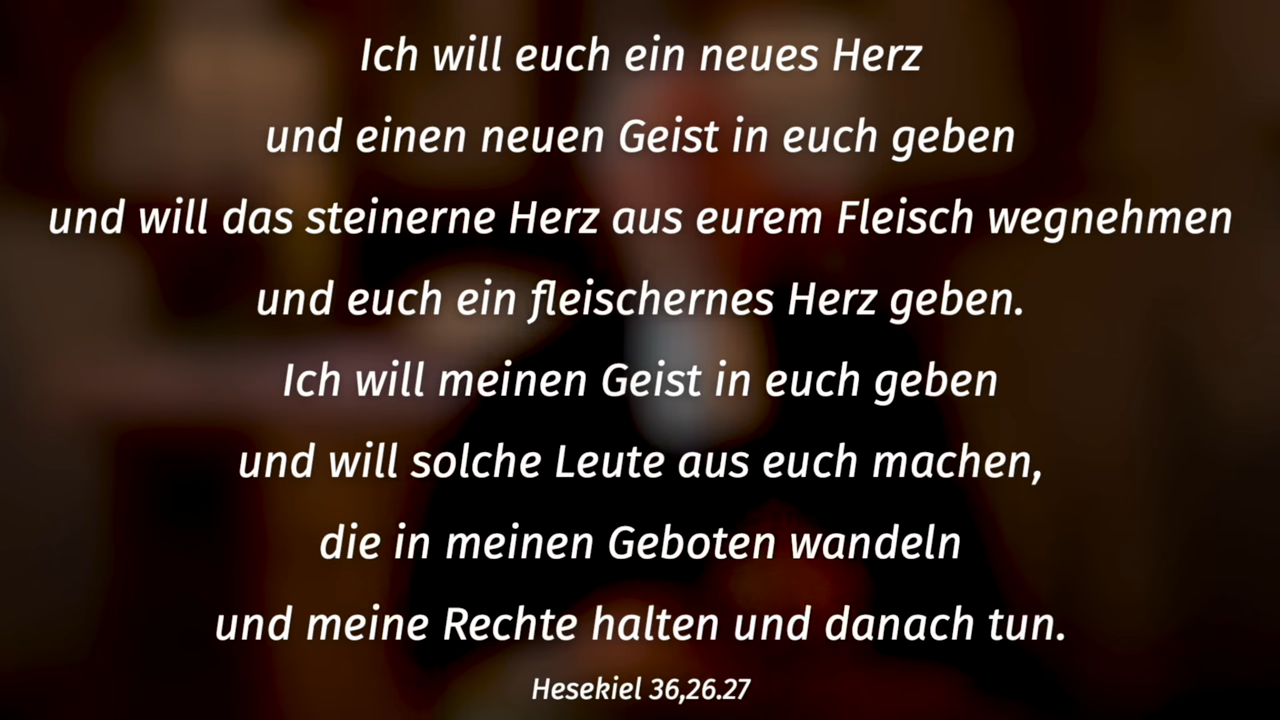 Ich will euch ein neues Herz
und einen neuen Geist in euch geben
und will das steinerne Herz aus eurem Fleisch wegnehmen
und euch ein fleischernes Herz geben.
Ich will meinen Geist in euch geben
und will solche Leute aus euch machen,
die in meinen Geboten wandeln
und meine Rechte halten und danach tun.
Hesekiel 36,26.27